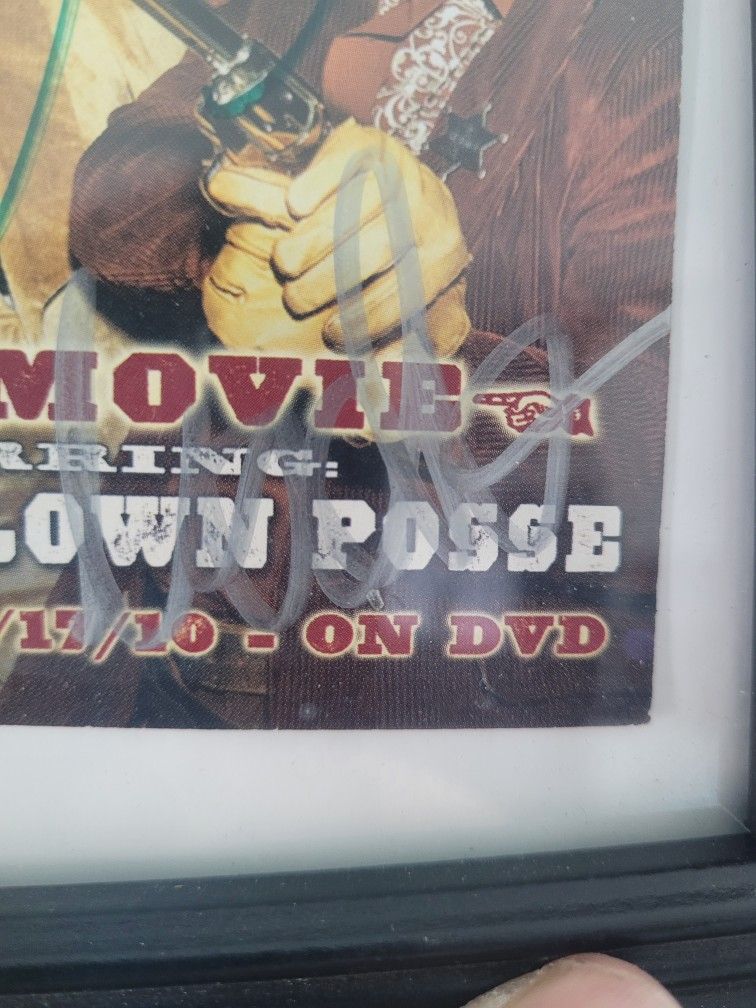 MOVIE
RRING:
LOWN POSSE
/17/10 - ON DVD